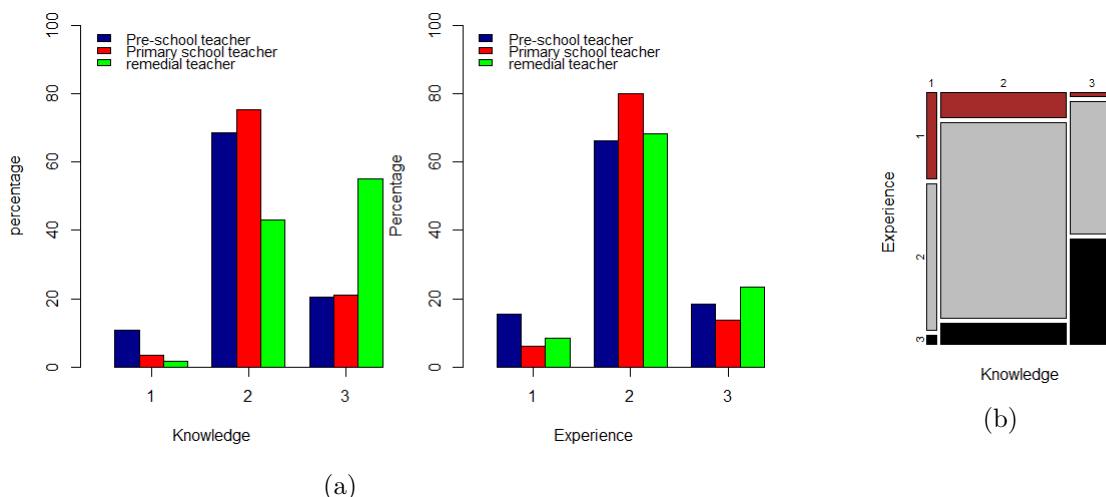 100
80
60
40
20
0
percentage
Pre-school teacher
Primary school teacher
remedial teacher
1 2 3
Knowledge
100
80
60
40
20
0
Percentage
Pre-school teacher
Primary school teacher
remedial teacher
1 2 3
Experience
(a)
1 2 3
1
2
3
Experience
Knowledge
(b)